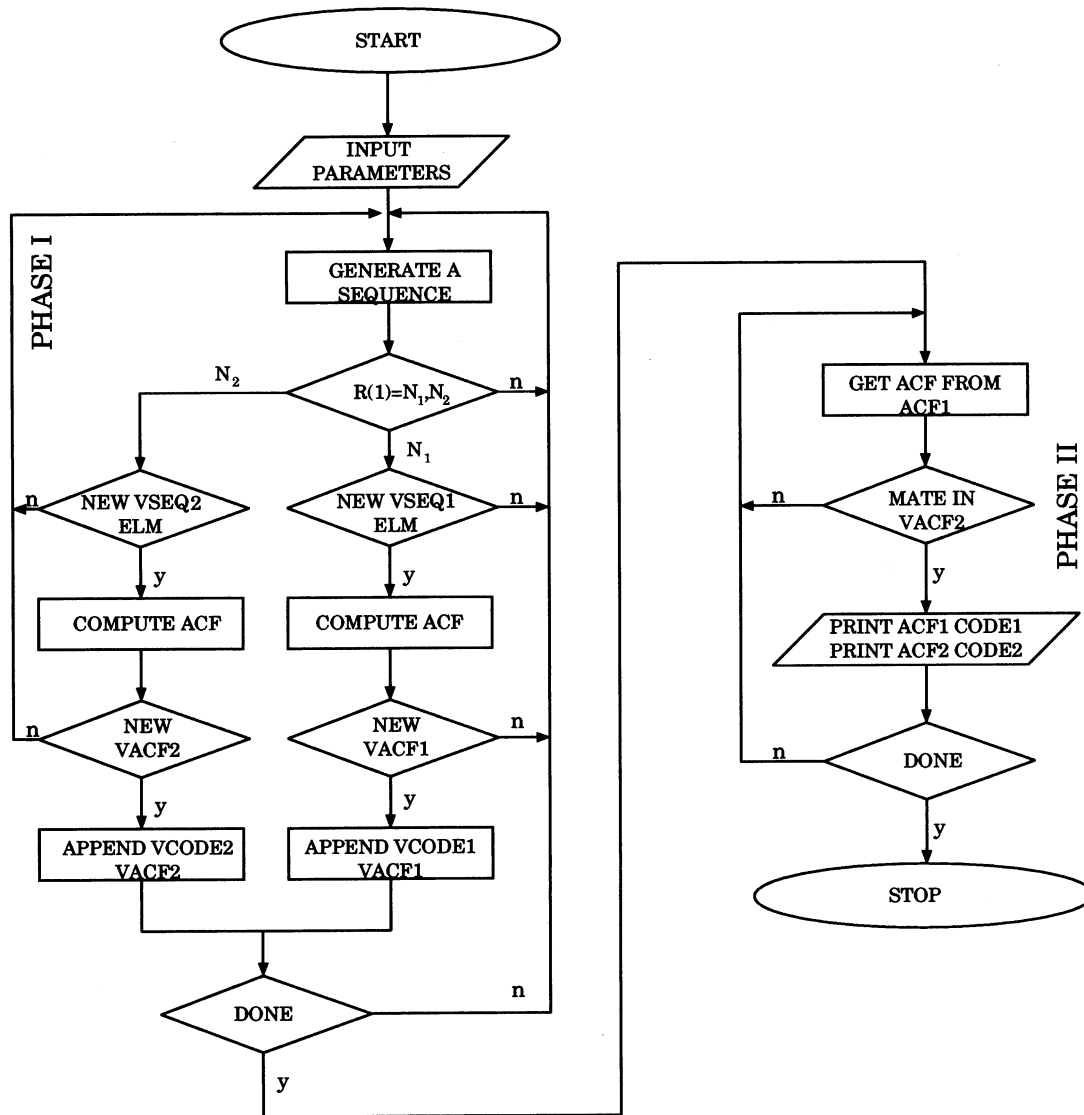 START
INPUT
PARAMETERS
PHASE I
GENERATE A
SEQUENCE
N₂
R(1)=N₁,N₂
n
N₁
n
NEW VSEQ2
ELM
NEW VSEQ1
ELM
n
y
y
COMPUTE ACF
COMPUTE ACF
n
NEW
VACF2
NEW
VACF1
n
y
y
APPEND VCODE2
VACF2
APPEND VCODE1
VACF1
DONE
n
y
PHASE II
GET ACF FROM
ACF1
n
MATE IN
VACF2
y
PRINT ACF1 CODE1
PRINT ACF2 CODE2
n
DONE
y
STOP